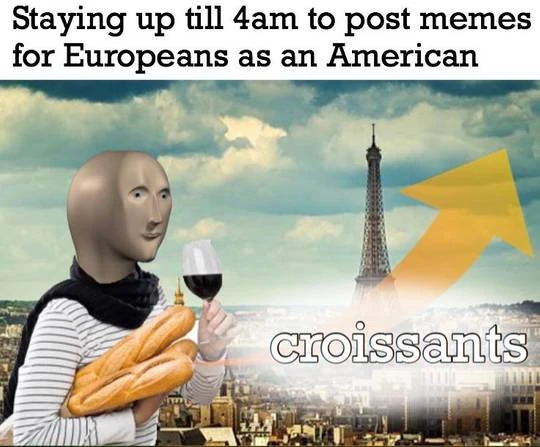 Staying up till 4am to post memes
for Europeans as an American
croissants